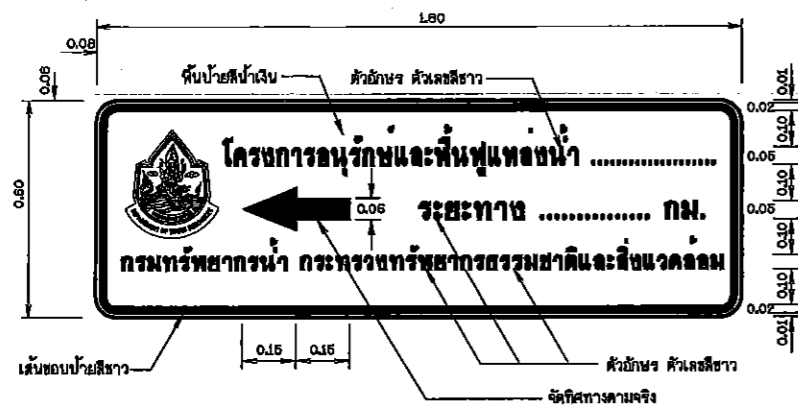 1.80
0.08
0.06
พื้นป้ายสีน้ำเงิน
ตัวอักษร ตัวเลขสีขาว
0.01
0.02
0.10
โครงการอนุรักษ์และฟื้นฟูแหล่งน้ำ ...................
0.05
0.60
0.10
0.06
ระยะทาง ............... กม.
0.05
0.10
กรมทรัพยากรน้ำ กระทรวงทรัพยากรธรรมชาติและสิ่งแวดล้อม
0.10
0.02
0.01
0.15
0.15
เส้นขอบป้ายสีขาว
ตัวอักษร ตัวเลขสีขาว
จัดทิศทางตามจริง